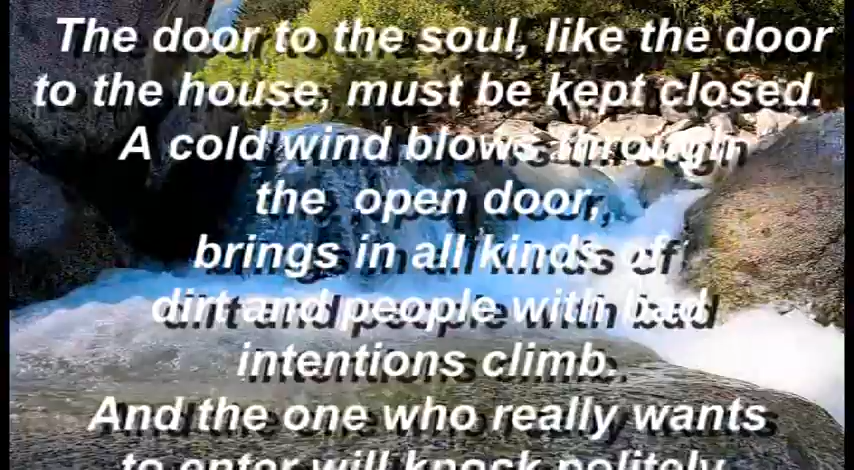 The door to the soul, like the door
to the house, must be kept closed.
A cold wind blows through
the open door,
brings in all kinds of
dirt and people with bad
intentions climb.
And the one who really wants
to enter will knock politely